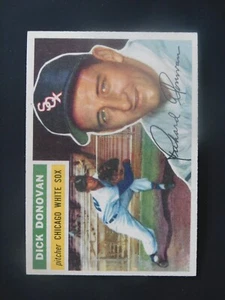 SOX
Richard Donovan
DICK DONOVAN
pitcher CHICAGO WHITE SOX